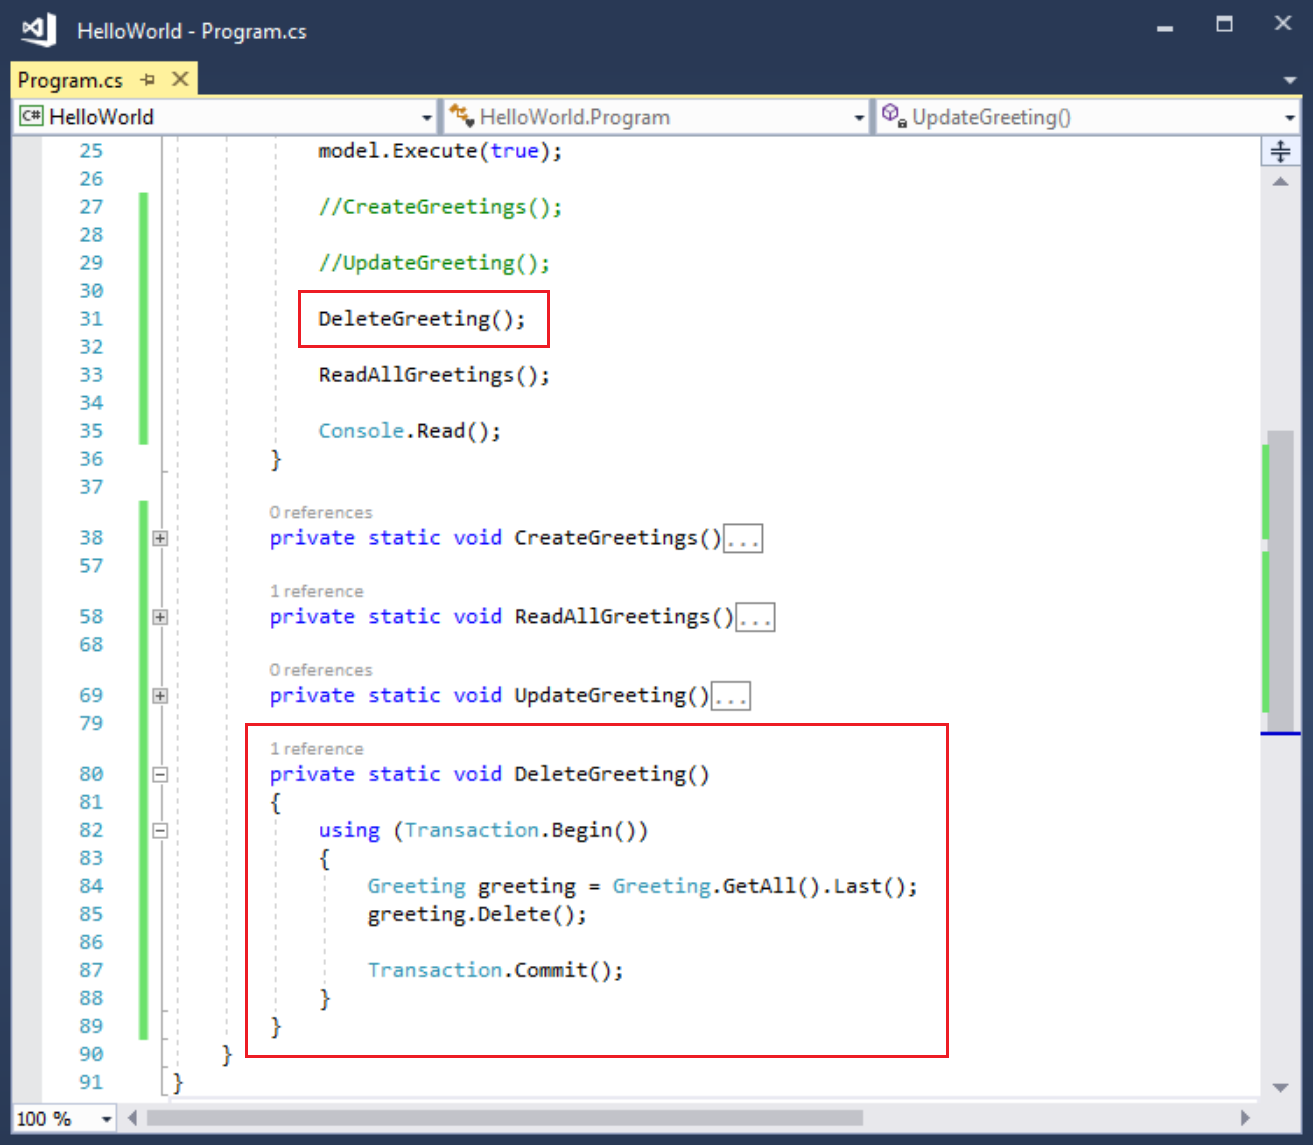 HelloWorld - Program.cs
Program.cs
C# HelloWorld
HelloWorld.Program
UpdateGreeting()
25 model.Execute(true);
26
27 //CreateGreetings();
28
29 //UpdateGreeting();
30
31 DeleteGreeting();
32
33 ReadAllGreetings();
34
35 Console.Read();
36 }
37
0 references
38 private static void CreateGreetings()...
57
1 reference
58 private static void ReadAllGreetings()...
68
0 references
69 private static void UpdateGreeting()...
79
1 reference
80 private static void DeleteGreeting()
81 {
82 using (Transaction.Begin())
83 {
84 Greeting greeting = Greeting.GetAll().Last();
85 greeting.Delete();
86
87 Transaction.Commit();
88 }
89 }
90 }
91 }
100 %